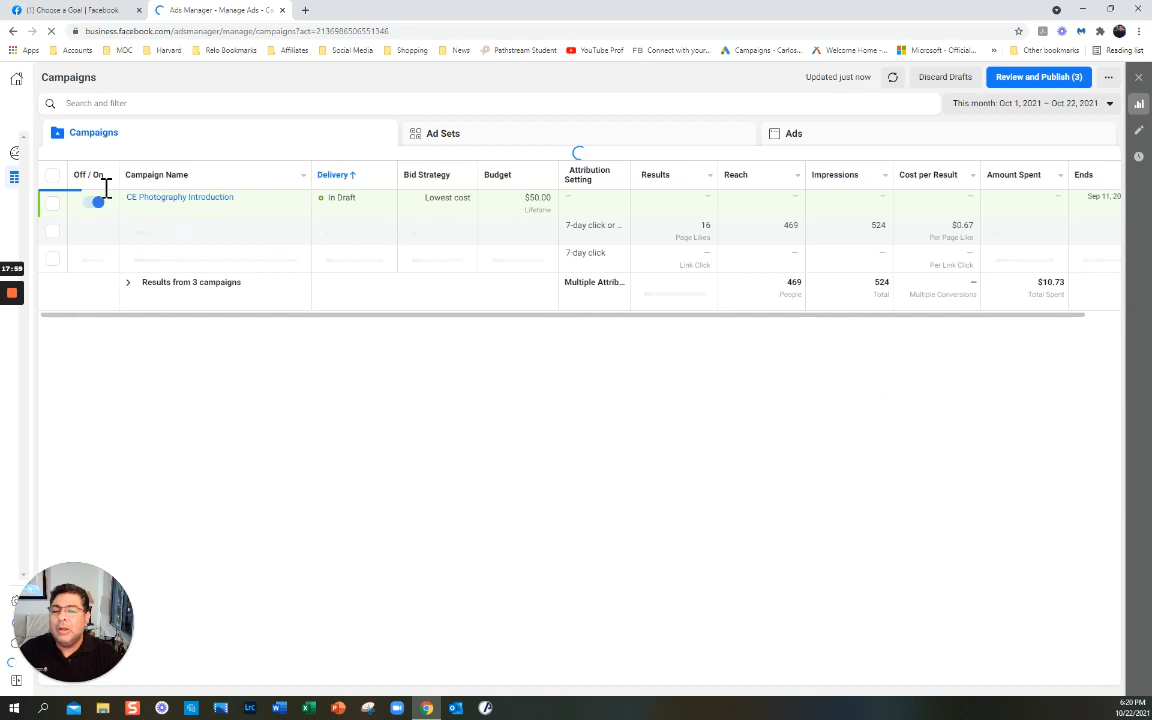 (1) Choose a Goal | Facebook
Ads Manager - Manage Ads - Ca
business.facebook.com/adsmanager/manage/campaigns?act=2136986506551346
Apps Accounts MDC Harvard Relo Bookmarks Affiliates Social Media Shopping News Pathstream Student YouTube Prof Connect with your... Campaigns - Carlos... Welcome Home -... Microsoft - Official... » Other bookmarks Reading list
Campaigns
Updated just now
Discard Drafts
Review and Publish (3)
Search and filter
This month: Oct 1, 2021 – Oct 22, 2021
Campaigns
Ad Sets
Ads
Off / On Campaign Name Delivery ↑ Bid Strategy Budget Attribution Setting Results Reach Impressions Cost per Result Amount Spent Ends
CE Photography Introduction In Draft Lowest cost $50.00 — — — — — — Sep 11, 20
Lifetime
7-day click or ... 16 469 524 $0.67
Page Likes Per Page Like
7-day click — — — —
Link Click Per Link Click
Results from 3 campaigns Multiple Attrib... 469 524 — $10.73
People Total Multiple Conversions Total Spent
17:59
6:20 PM
10/22/2021